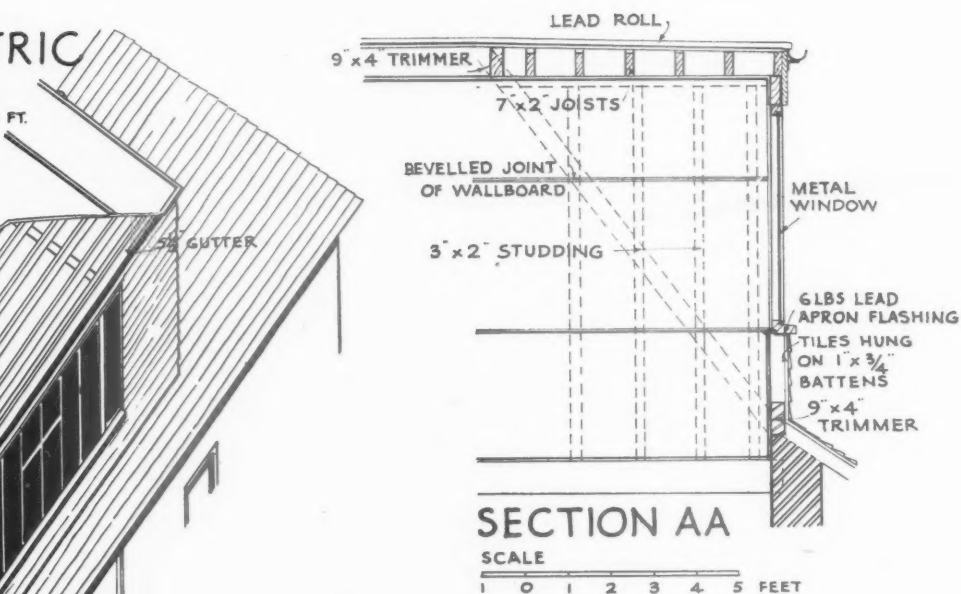 TRIC
FT.
5½" GUTTER
LEAD ROLL
9"x4" TRIMMER
7"x2" JOISTS
BEVELLED JOINT
OF WALLBOARD
METAL
WINDOW
3"x2" STUDDING
6LBS LEAD
APRON FLASHING
TILES HUNG
ON 1"x¾"
BATTENS
9"x4"
TRIMMER
SECTION AA
SCALE
1 0 1 2 3 4 5 FEET